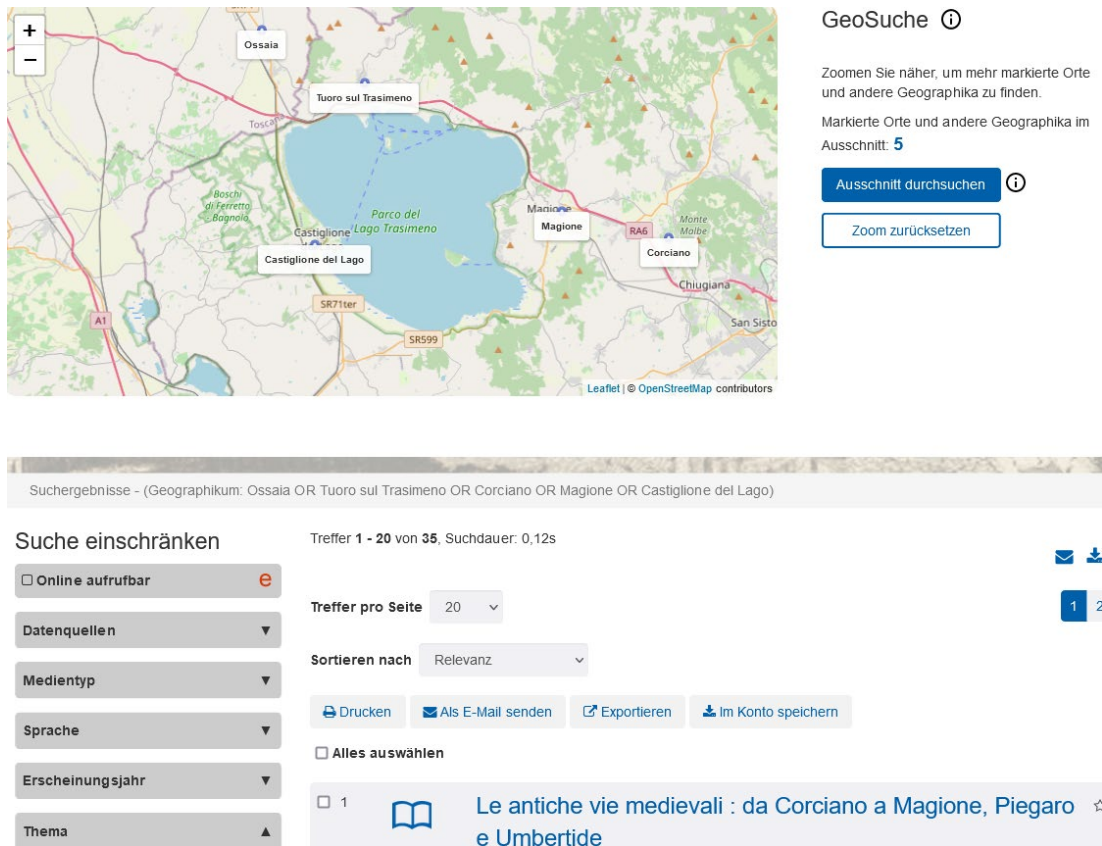 +
−
Ossaia
Tuoro sul Trasimeno
Toscana
Boschi
di Ferretto
Bagnolo
Parco del
Lago Trasimeno
Castiglione
Castiglione del Lago
Magione
Magione
RA6
Monte
Malbe
Corciano
Chiugiana
SR71ter
A1
San Sisto
SR599
Leaflet | © OpenStreetMap contributors
GeoSuche
Zoomen Sie näher, um mehr markierte Orte
und andere Geographika zu finden.
Markierte Orte und andere Geographika im
Ausschnitt: 5
Ausschnitt durchsuchen
Zoom zurücksetzen
Suchergebnisse - (Geographikum: Ossaia OR Tuoro sul Trasimeno OR Corciano OR Magione OR Castiglione del Lago)
Suche einschränken
Online aufrufbar e
Datenquellen
Medientyp
Sprache
Erscheinungsjahr
Thema
Treffer 1 - 20 von 35, Suchdauer: 0,12s
Treffer pro Seite 20
1 2
Sortieren nach Relevanz
Drucken Als E-Mail senden Exportieren Im Konto speichern
Alles auswählen
1 Le antiche vie medievali : da Corciano a Magione, Piegaro
e Umbertide